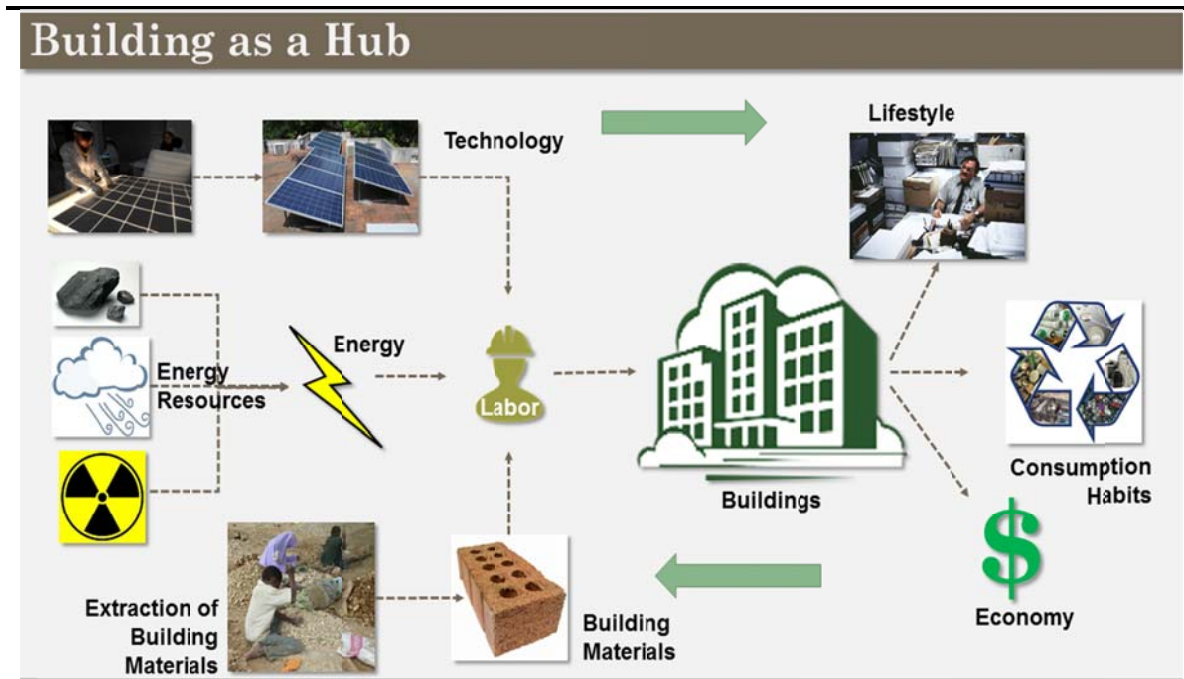 Building as a Hub
Technology
Lifestyle
Energy
Resources
Energy
Labor
Buildings
Consumption
Habits
Extraction of
Building
Materials
Building
Materials
$
Economy